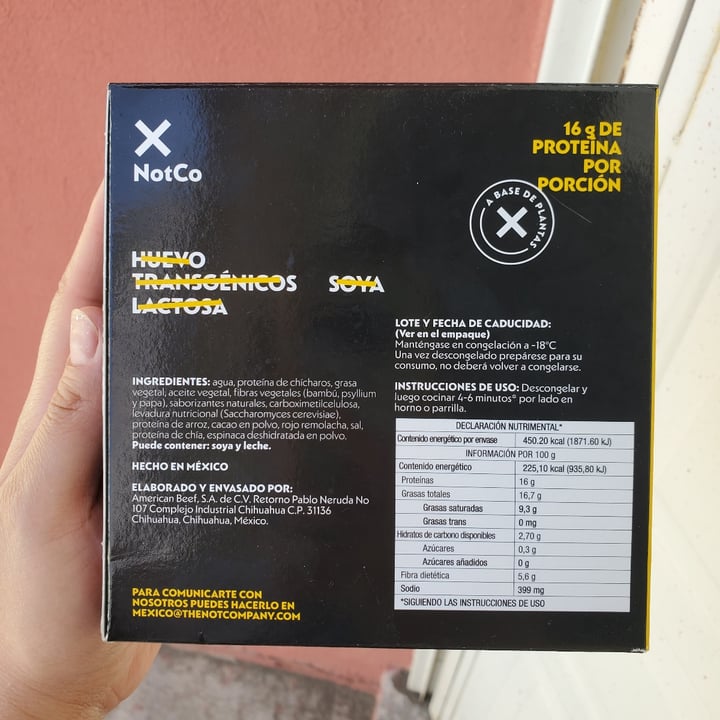 NotCo
16 g DE
PROTEÍNA
POR
PORCIÓN
A BASE DE PLANTAS
HUEVO
TRANSGÉNICOS SOYA
LACTOSA
LOTE Y FECHA DE CADUCIDAD:
(Ver en el empaque)
Manténgase en congelación a -18°C
Una vez descongelado prepárese para su
consumo, no deberá volver a congelarse.
INSTRUCCIONES DE USO: Descongelar y
luego cocinar 4-6 minutos* por lado en
horno o parrilla.
INGREDIENTES: agua, proteína de chícharos, grasa
vegetal, aceite vegetal, fibras vegetales (bambú, psyllium
y papa), saborizantes naturales, carboximetilcelulosa,
levadura nutricional (Saccharomyces cerevisiae),
proteína de arroz, cacao en polvo, rojo remolacha, sal,
proteína de chía, espinaca deshidratada en polvo.
Puede contener: soya y leche.
HECHO EN MÉXICO
ELABORADO Y ENVASADO POR:
American Beef, S.A. de C.V. Retorno Pablo Neruda No
107 Complejo Industrial Chihuahua C.P. 31136
Chihuahua, Chihuahua, México.
PARA COMUNICARTE CON
NOSOTROS PUEDES HACERLO EN
MEXICO@THENOTCOMPANY.COM
DECLARACIÓN NUTRIMENTAL*
Contenido energético por envase 450.20 kcal (1871.60 kJ)
INFORMACIÓN POR 100 g
Contenido energético 225,10 kcal (935,80 kJ)
Proteínas 16 g
Grasas totales 16,7 g
Grasas saturadas 9,3 g
Grasas trans 0 mg
Hidratos de carbono disponibles 2,70 g
Azúcares 0,3 g
Azúcares añadidos 0 g
Fibra dietética 5,6 g
Sodio 399 mg
*SIGUIENDO LAS INSTRUCCIONES DE USO